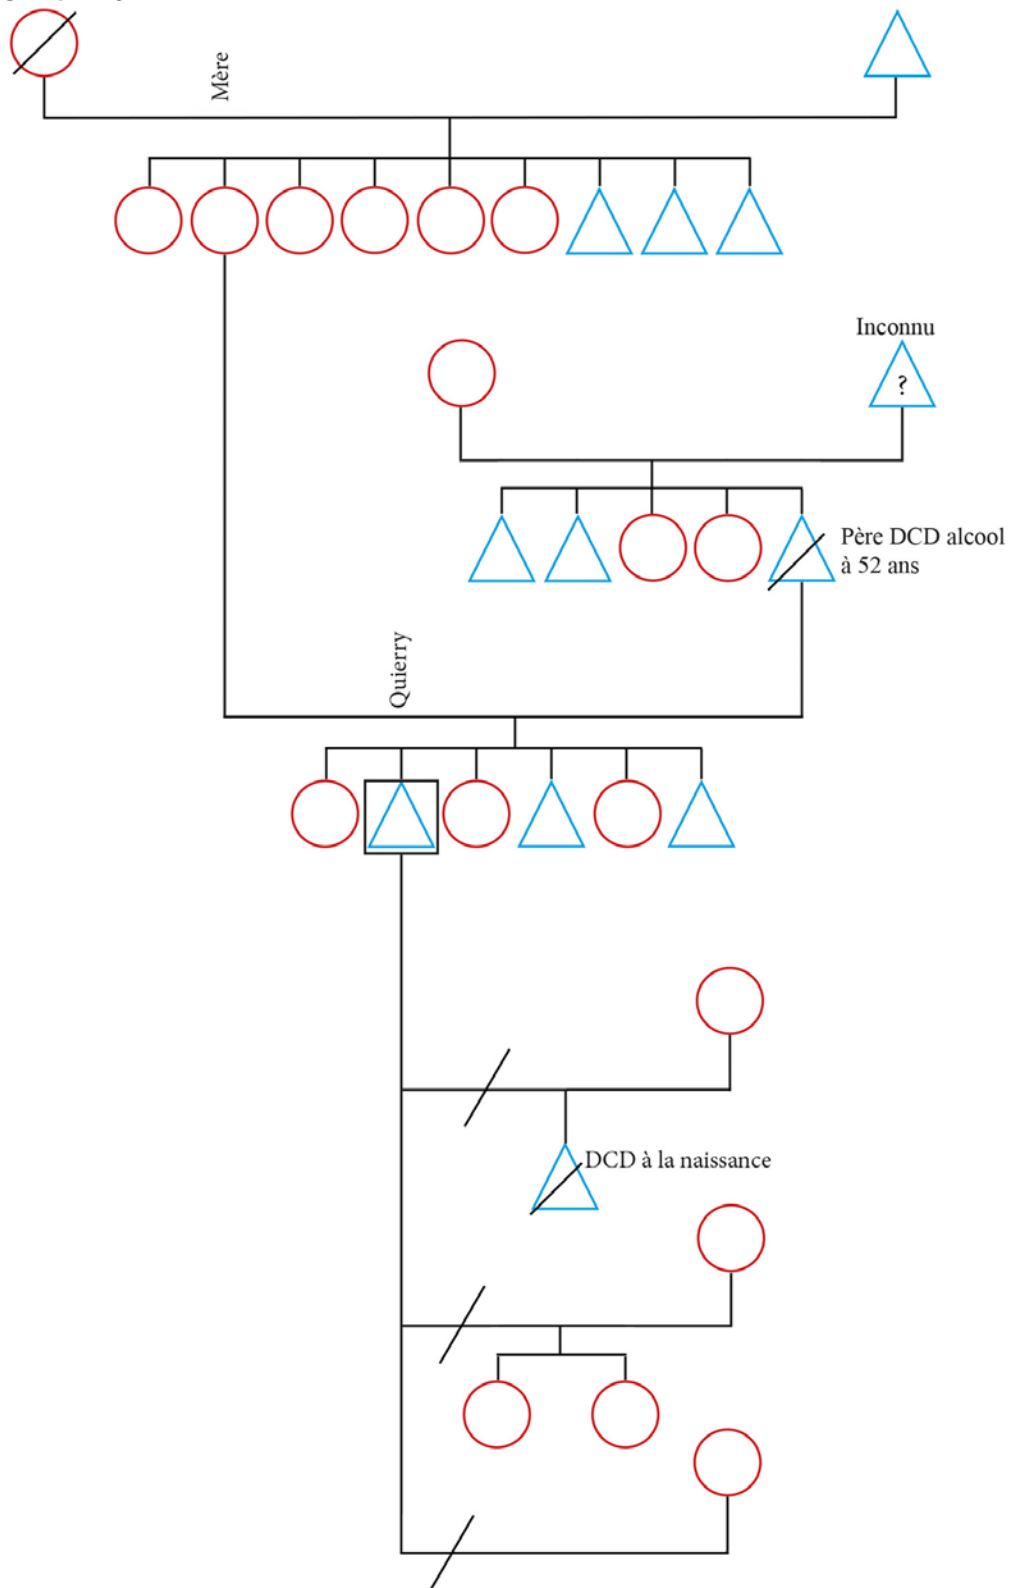 Mère
Inconnu
?
Père DCD alcool
à 52 ans
Quierry
DCD à la naissance